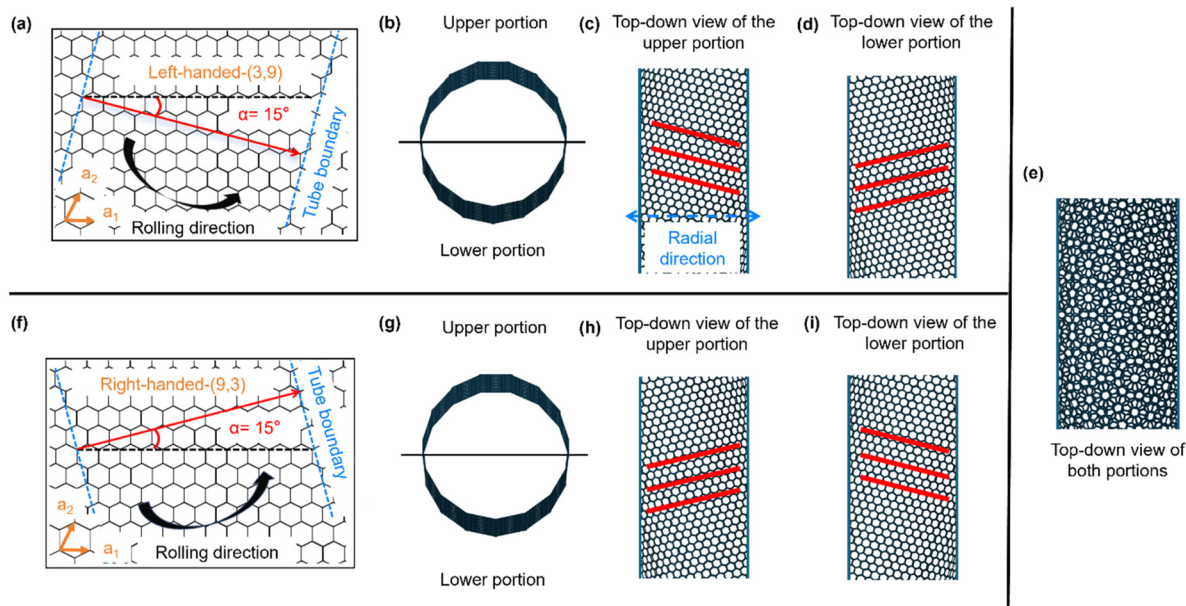 (a)
Left-handed-(3,9)
α= 15°
a2
a1
Rolling direction
Tube boundary
(b)
Upper portion
Lower portion
(c)
Top-down view of the
upper portion
Radial
direction
(d)
Top-down view of
the lower portion
(e)
Top-down view of
both portions
(f)
Right-handed-(9,3)
α= 15°
a2
a1
Rolling direction
Tube boundary
(g)
Upper portion
Lower portion
(h)
Top-down view of the
upper portion
(i)
Top-down view of the
lower portion